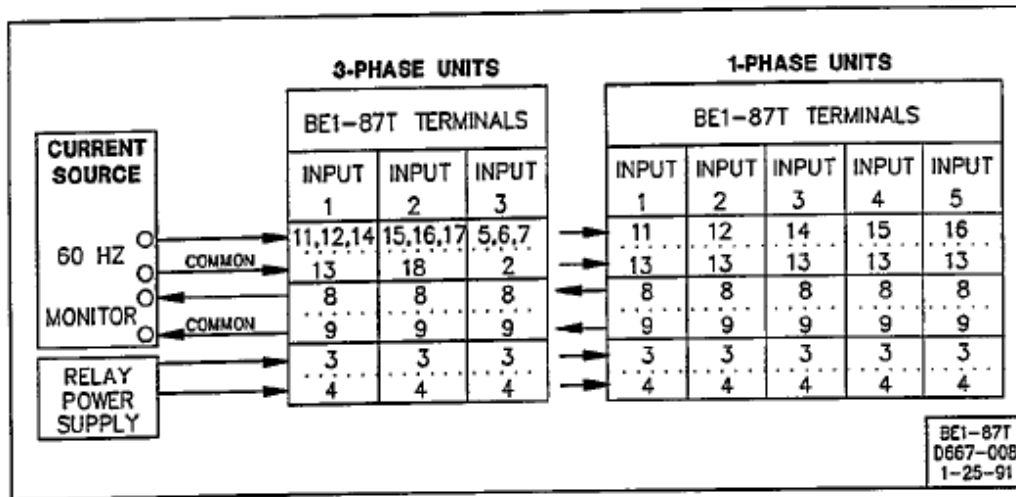 3-PHASE UNITS
BE1-87T TERMINALS
INPUT 1 INPUT 2 INPUT 3
11,12,14 15,16,17 5,6,7
13 18 2
8 8 8
9 9 9
3 3 3
4 4 4
1-PHASE UNITS
BE1-87T TERMINALS
INPUT 1 INPUT 2 INPUT 3 INPUT 4 INPUT 5
11 12 14 15 16
13 13 13 13 13
8 8 8 8 8
9 9 9 9 9
3 3 3 3 3
4 4 4 4 4
CURRENT
SOURCE
60 HZ
COMMON
MONITOR
COMMON
RELAY
POWER
SUPPLY
BE1-87T
D667-008
1-25-91